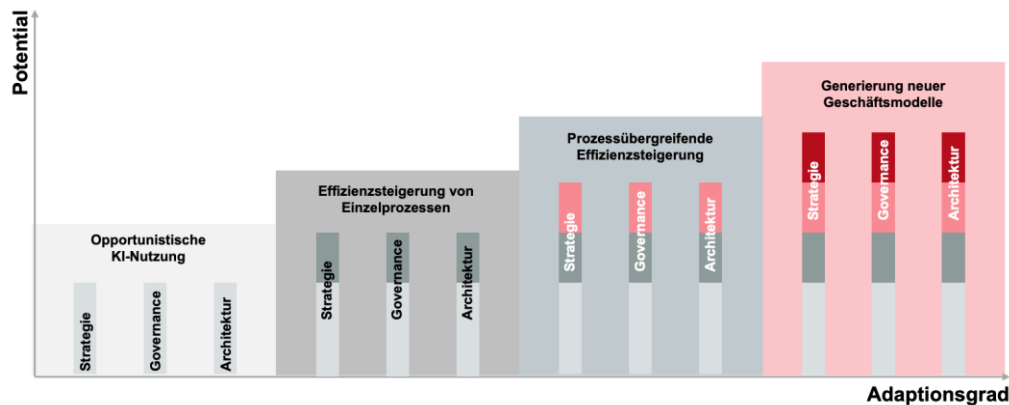 Potential
Generierung neuer
Geschäftsmodelle
Strategie
Governance
Architektur
Prozessübergreifende
Effizienzsteigerung
Strategie
Governance
Architektur
Effizienzsteigerung von
Einzelprozessen
Strategie
Governance
Architektur
Opportunistische
KI-Nutzung
Strategie
Governance
Architektur
Adaptionsgrad